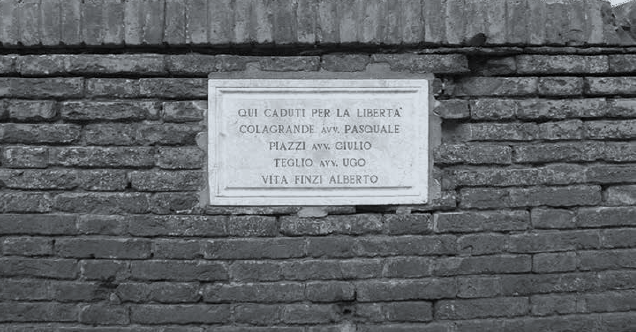 QUI CADUTI PER LA LIBERTA'
COLAGRANDE AVV. PASQUALE
PIAZZI AVV. GIULIO
TEGLIO AVV. UGO
VITA FINZI ALBERTO